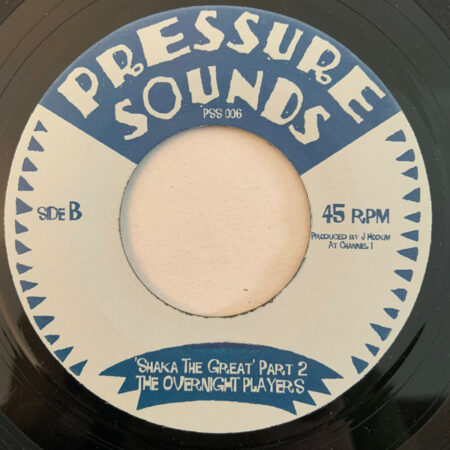 PRESSURE
SOUNDS
PSS 006
SIDE B
45 RPM
PRODUCED BY J HOOKIM
AT CHANNEL 1
'SHAKA THE GREAT' PART 2
THE OVERNIGHT PLAYERS